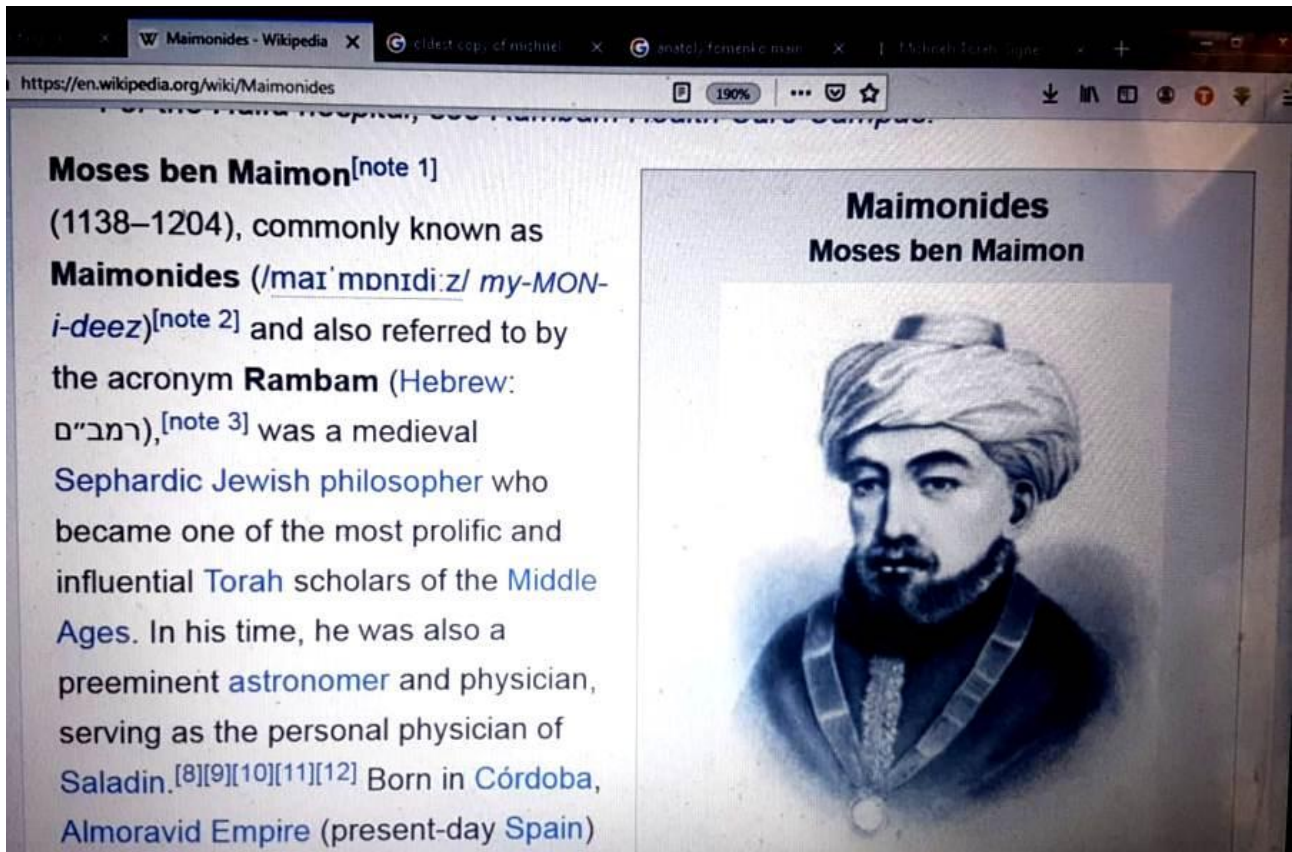 Maimonides - Wikipedia
https://en.wikipedia.org/wiki/Maimonides
190%
Moses ben Maimon[note 1]
(1138–1204), commonly known as
Maimonides (/maɪˈmɒnɪdiːz/ my-MON-
i-deez)[note 2] and also referred to by
the acronym Rambam (Hebrew:
רמב״ם),[note 3] was a medieval
Sephardic Jewish philosopher who
became one of the most prolific and
influential Torah scholars of the Middle
Ages. In his time, he was also a
preeminent astronomer and physician,
serving as the personal physician of
Saladin.[8][9][10][11][12] Born in Córdoba,
Almoravid Empire (present-day Spain)
Maimonides
Moses ben Maimon